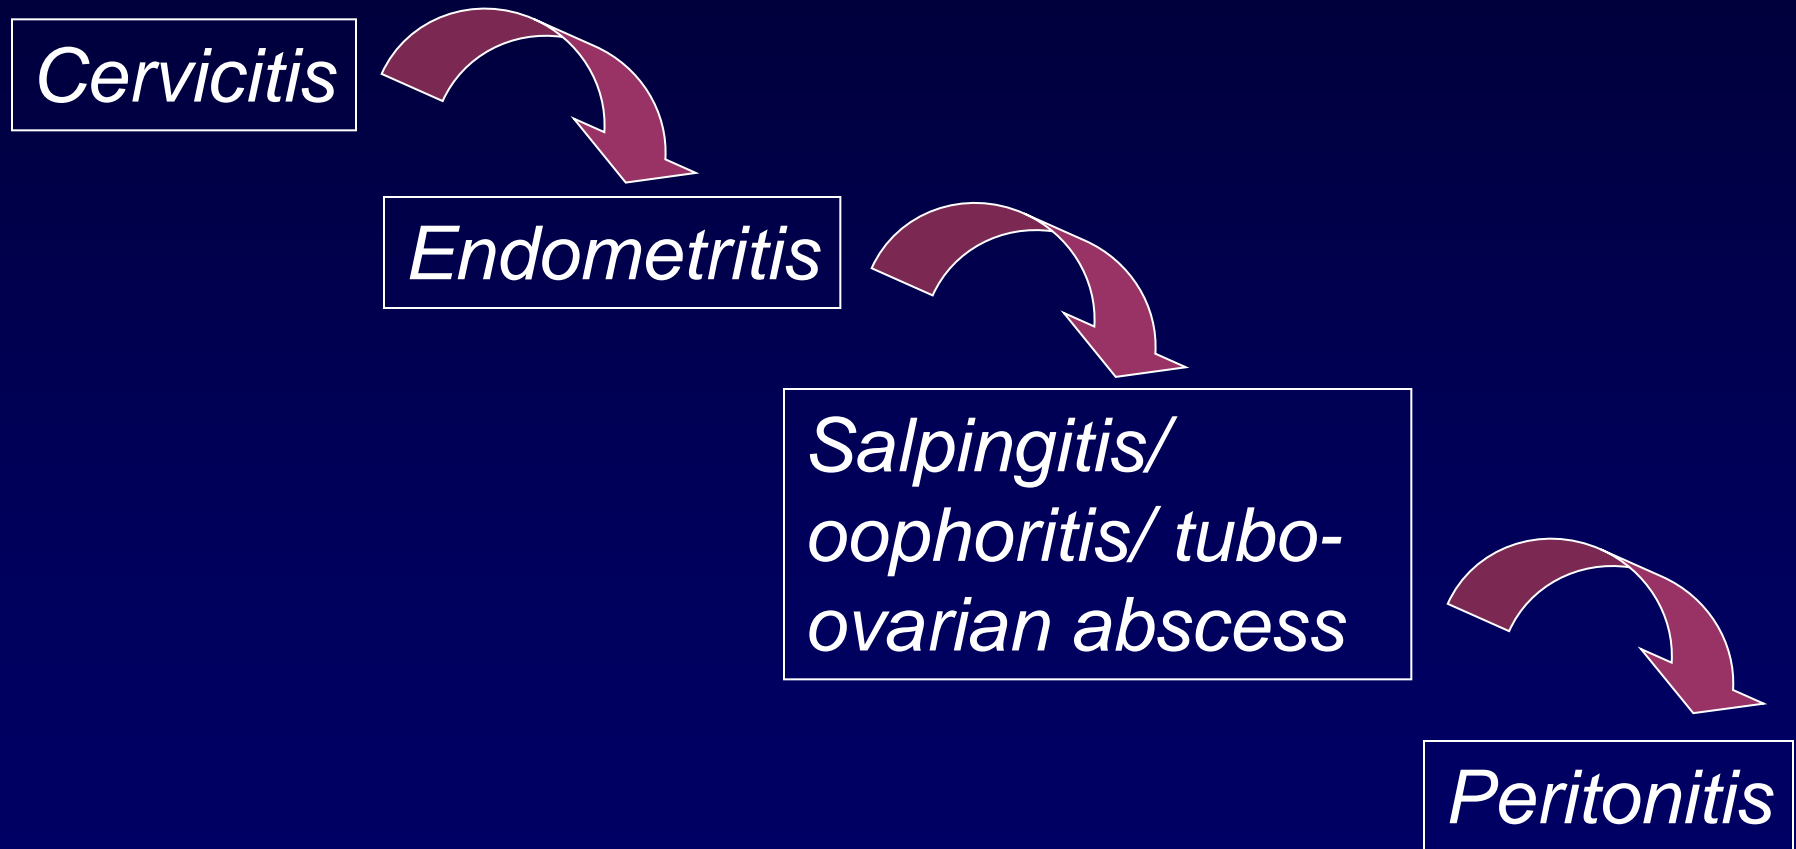 Cervicitis
Endometritis
Salpingitis/
oophoritis/ tubo-
ovarian abscess
Peritonitis